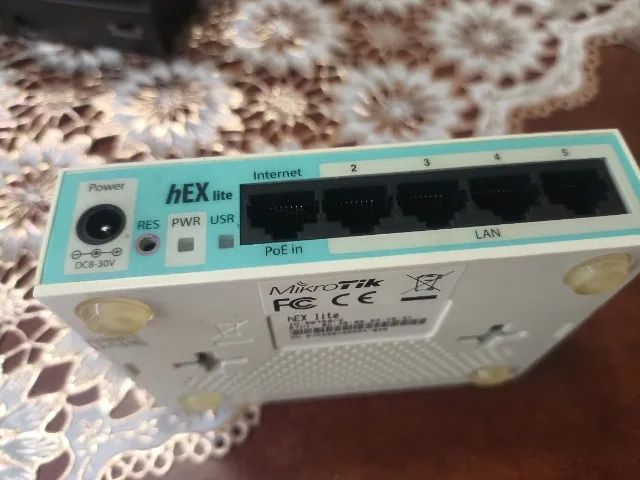 Power
DC8-30V
RES
hEX lite
PWR
USR
Internet
PoE in
2
3
4
5
LAN
MikroTik
FC CE
hEX lite